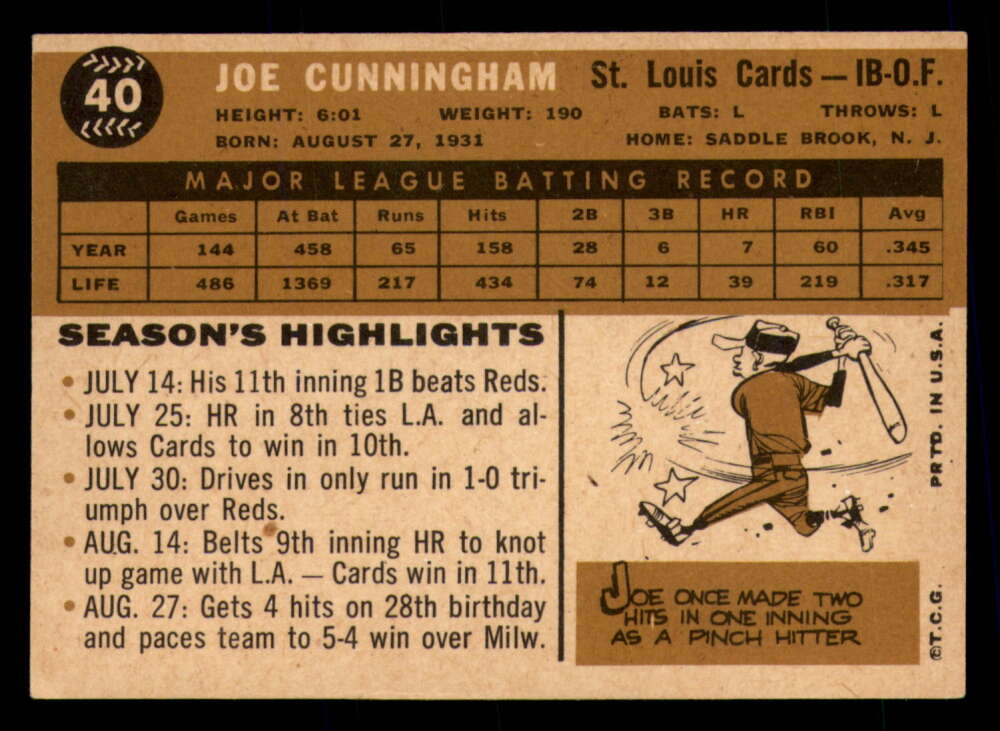 40
JOE CUNNINGHAM St. Louis Cards — IB-O.F.
HEIGHT: 6:01 WEIGHT: 190 BATS: L THROWS: L
BORN: AUGUST 27, 1931 HOME: SADDLE BROOK, N. J.
MAJOR LEAGUE BATTING RECORD
Games At Bat Runs Hits 2B 3B HR RBI Avg
YEAR 144 458 65 158 28 6 7 60 .345
LIFE 486 1369 217 434 74 12 39 219 .317
SEASON'S HIGHLIGHTS
• JULY 14: His 11th inning 1B beats Reds.
• JULY 25: HR in 8th ties L.A. and al-
lows Cards to win in 10th.
• JULY 30: Drives in only run in 1-0 tri-
umph over Reds.
• AUG. 14: Belts 9th inning HR to knot
up game with L.A. — Cards win in 11th.
• AUG. 27: Gets 4 hits on 28th birthday
and paces team to 5-4 win over Milw.
JOE ONCE MADE TWO
HITS IN ONE INNING
AS A PINCH HITTER
©T.C.G. PRTD. IN U.S.A.